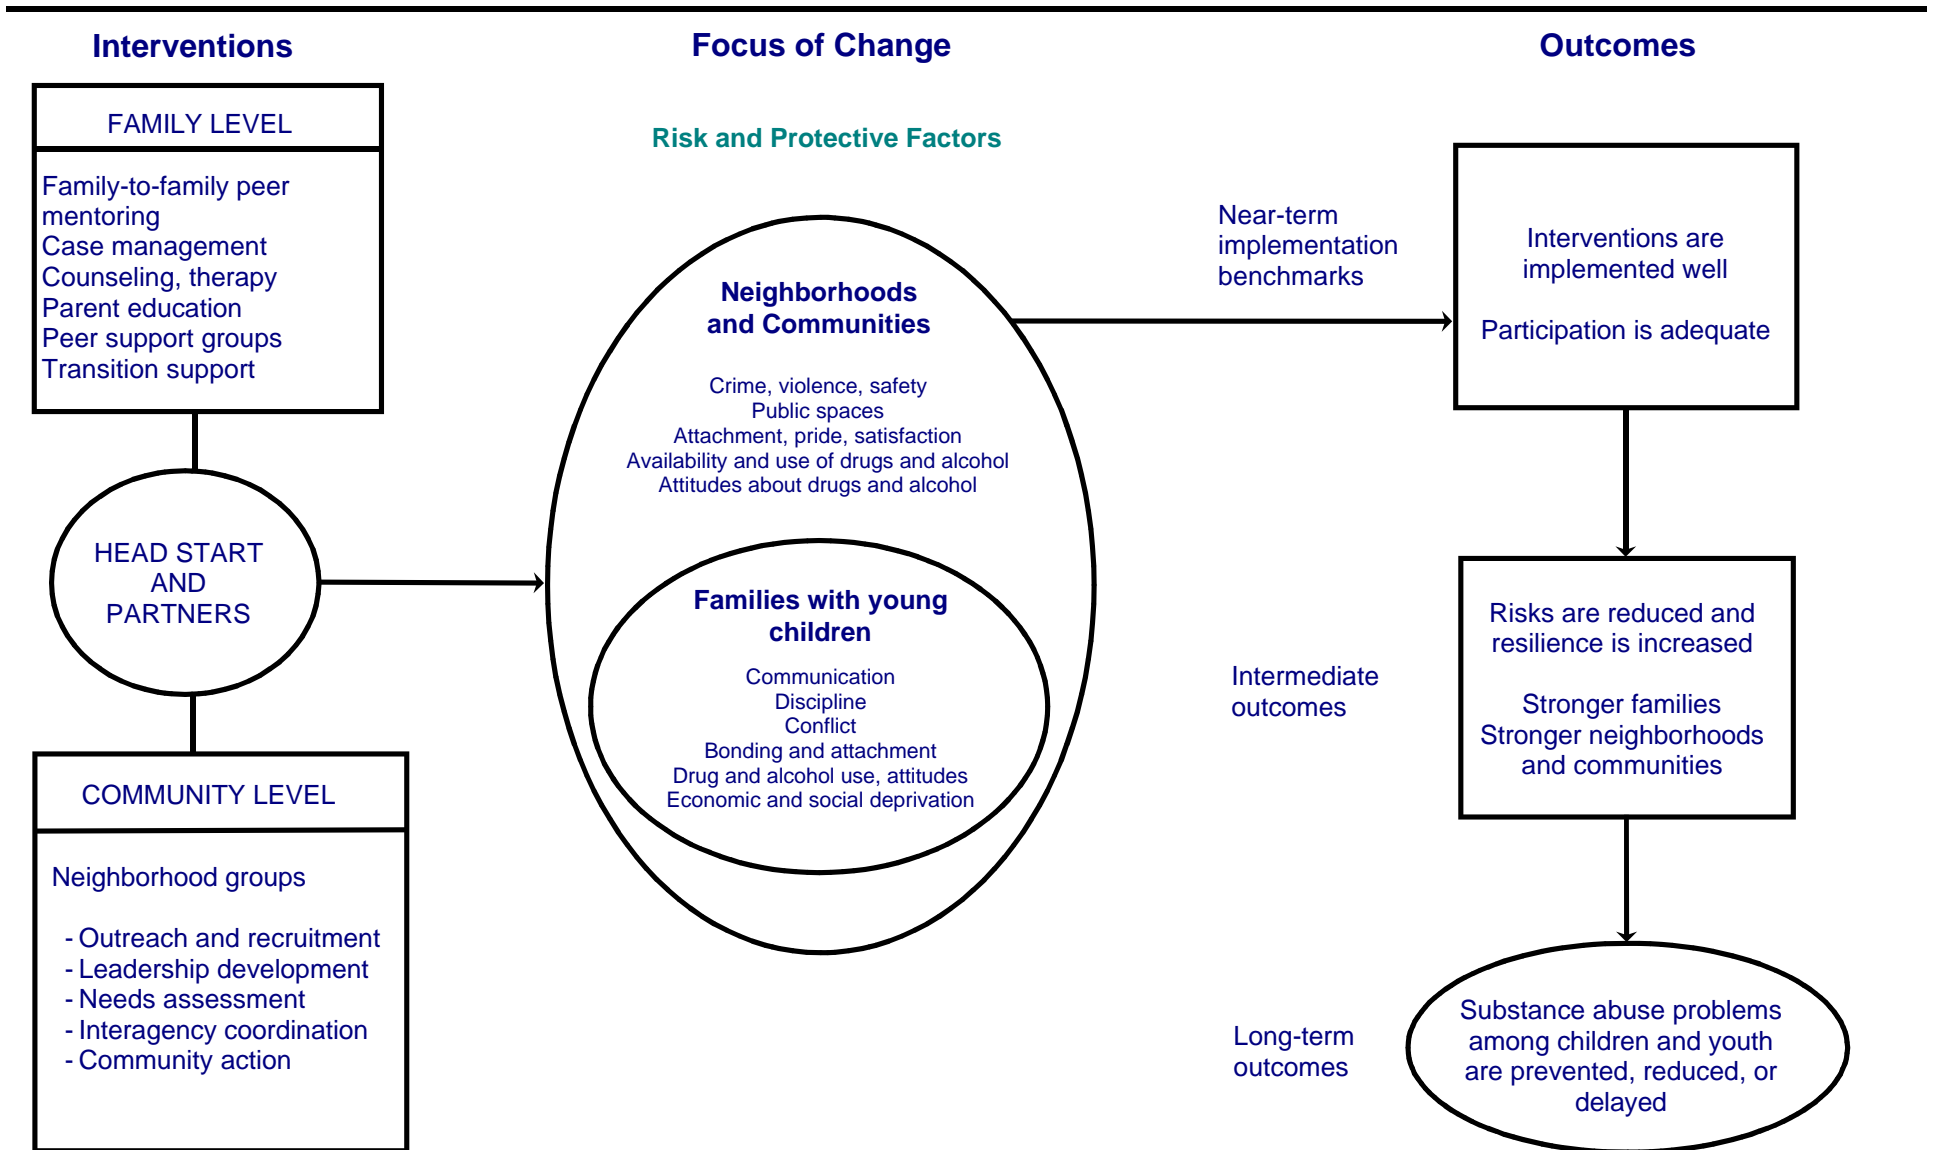 Interventions
FAMILY LEVEL
Family-to-family peer
mentoring
Case management
Counseling, therapy
Parent education
Peer support groups
Transition support
HEAD START
AND
PARTNERS
COMMUNITY LEVEL
Neighborhood groups
- Outreach and recruitment
- Leadership development
- Needs assessment
- Interagency coordination
- Community action
Focus of Change
Risk and Protective Factors
Neighborhoods
and Communities
Crime, violence, safety
Public spaces
Attachment, pride, satisfaction
Availability and use of drugs and alcohol
Attitudes about drugs and alcohol
Families with young
children
Communication
Discipline
Conflict
Bonding and attachment
Drug and alcohol use, attitudes
Economic and social deprivation
Outcomes
Near-term
implementation
benchmarks
Interventions are
implemented well
Participation is adequate
Intermediate
outcomes
Risks are reduced and
resilience is increased
Stronger families
Stronger neighborhoods
and communities
Long-term
outcomes
Substance abuse problems
among children and youth
are prevented, reduced, or
delayed